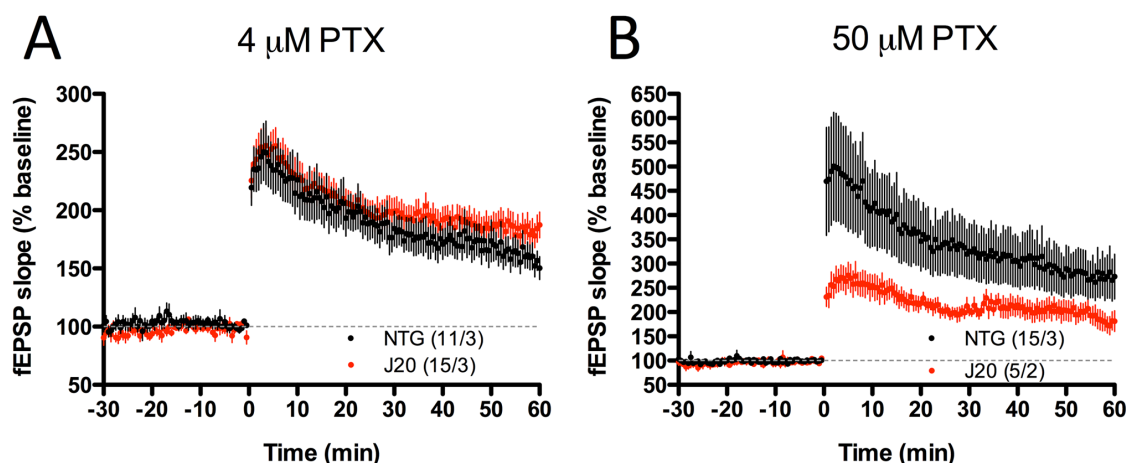 A
4 μM PTX
fEPSP slope (% baseline)
300
250
200
150
100
50
NTG (11/3)
J20 (15/3)
-30 -20 -10 0 10 20 30 40 50 60
Time (min)
B
50 μM PTX
fEPSP slope (% baseline)
650
600
550
500
450
400
350
300
250
200
150
100
50
NTG (15/3)
J20 (5/2)
-30 -20 -10 0 10 20 30 40 50 60
Time (min)